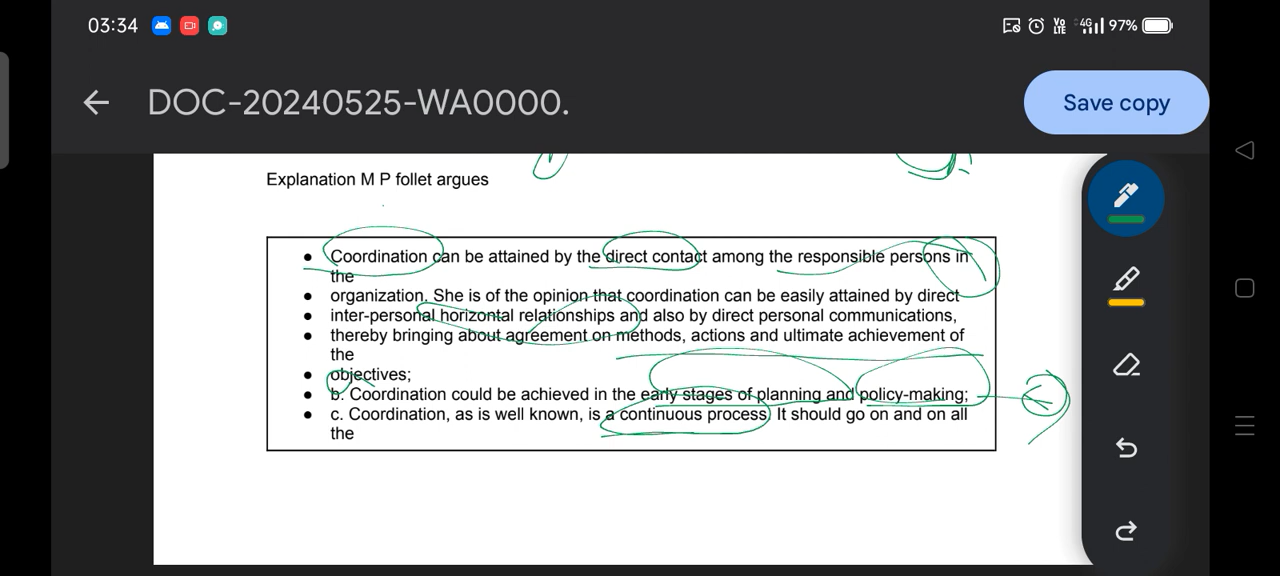 03:34
Vo
LTE
4G
97%
DOC-20240525-WA0000.
Save copy
Explanation M P follet argues
● Coordination can be attained by the direct contact among the responsible persons in
the
● organization. She is of the opinion that coordination can be easily attained by direct
● inter-personal horizontal relationships and also by direct personal communications,
● thereby bringing about agreement on methods, actions and ultimate achievement of
the
● objectives;
● b. Coordination could be achieved in the early stages of planning and policy-making;
● c. Coordination, as is well known, is a continuous process. It should go on and on all
the